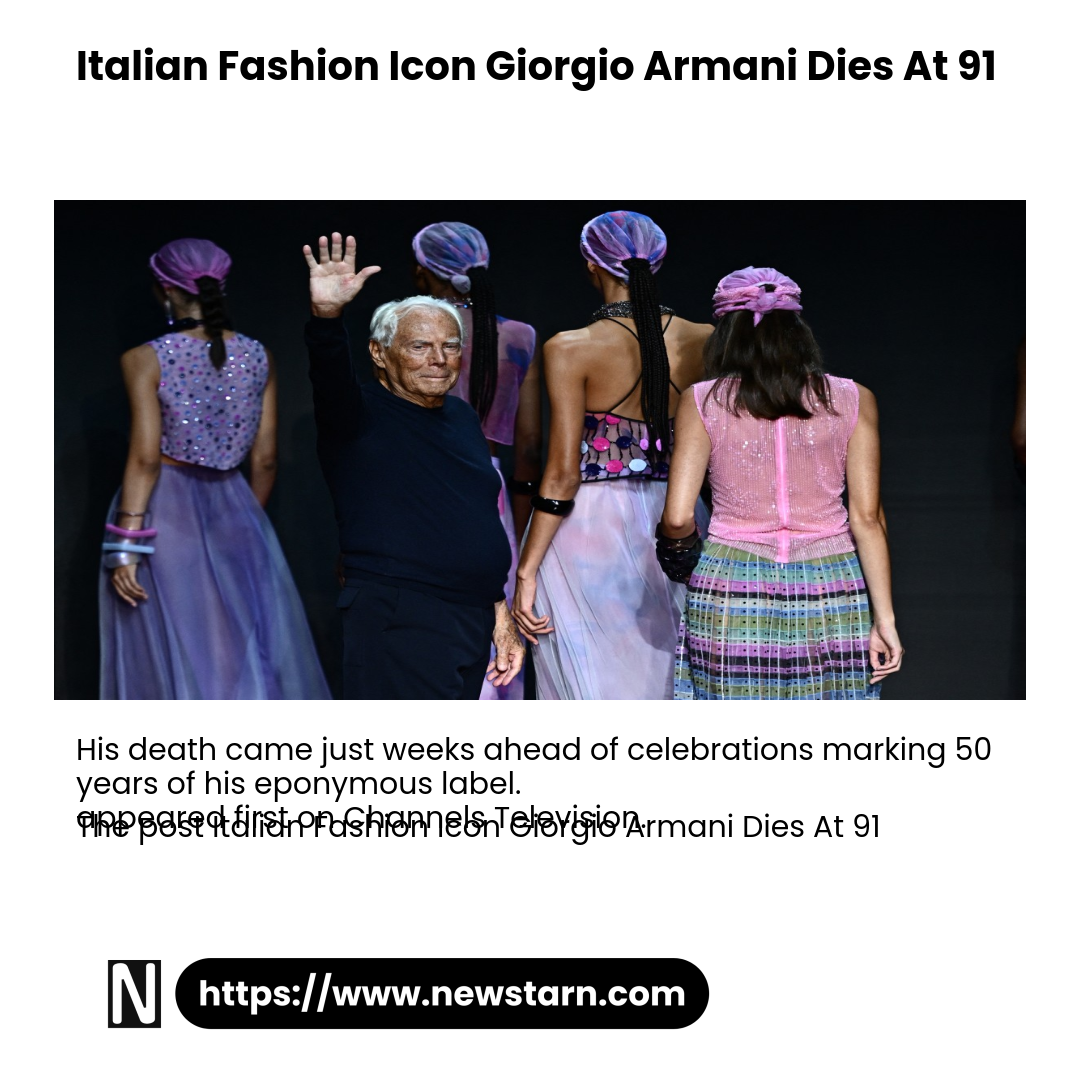 Italian Fashion Icon Giorgio Armani Dies At 91
His death came just weeks ahead of celebrations marking 50
years of his eponymous label.
appeared first on Channels Television.
The post Italian Fashion Icon Giorgio Armani Dies At 91
N
https://www.newstarn.com